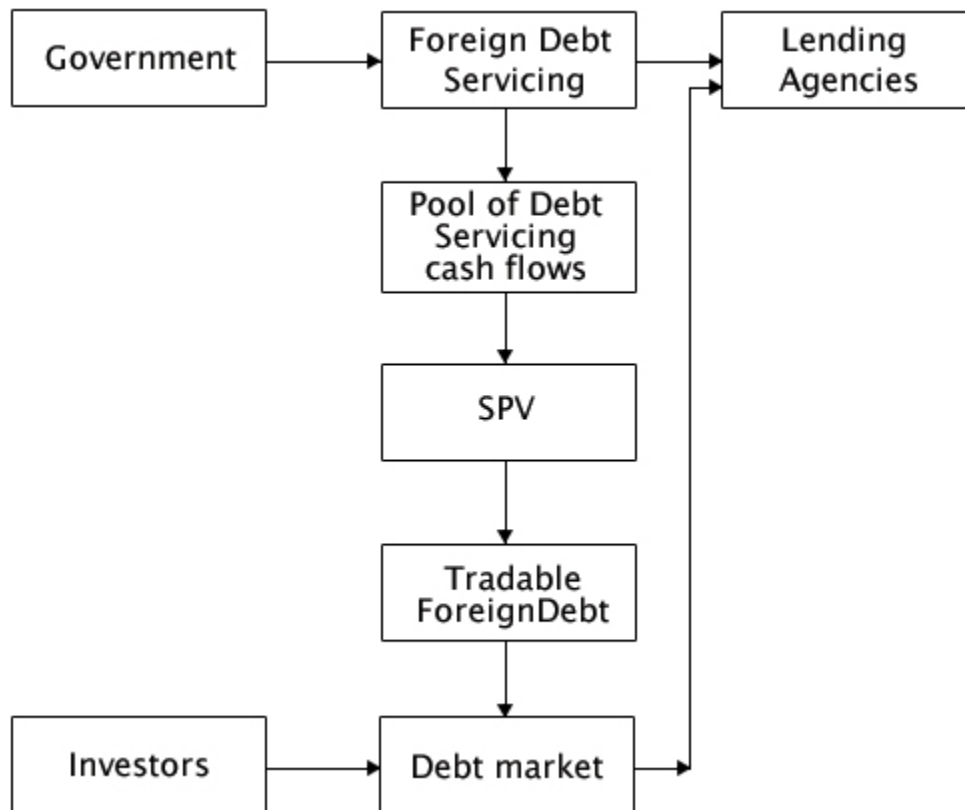 Government
Foreign Debt
Servicing
Lending
Agencies
Pool of Debt
Servicing
cash flows
SPV
Tradable
ForeignDebt
Investors
Debt market